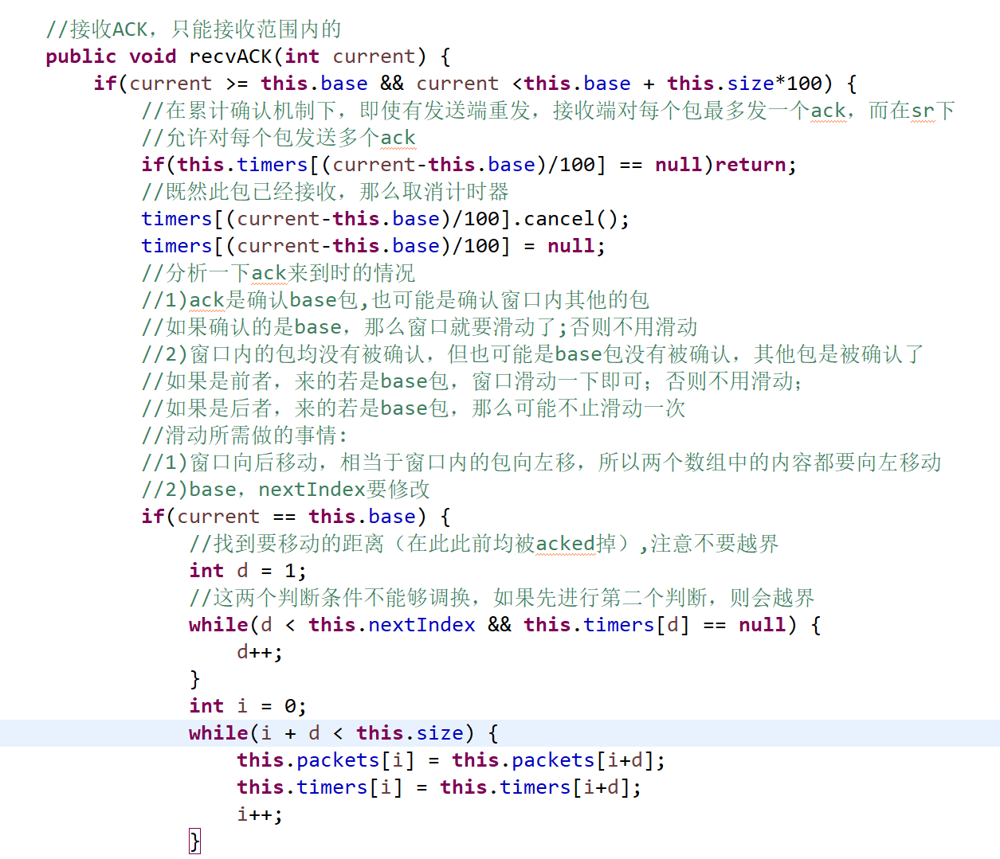 //接收ACK，只能接收范围内的
public void recvACK(int current) {
if(current >= this.base && current <this.base + this.size*100) {
//在累计确认机制下，即使有发送端重发，接收端对每个包最多发一个ack，而在sr下
//允许对每个包发送多个ack
if(this.timers[(current-this.base)/100] == null)return;
//既然此包已经接收，那么取消计时器
timers[(current-this.base)/100].cancel();
timers[(current-this.base)/100] = null;
//分析一下ack来到时的情况
//1)ack是确认base包,也可能是确认窗口内其他的包
//如果确认的是base，那么窗口就要滑动了;否则不用滑动
//2)窗口内的包均没有被确认，但也可能是base包没有被确认，其他包是被确认了
//如果是前者，来的若是base包，窗口滑动一下即可；否则不用滑动；
//如果是后者，来的若是base包，那么可能不止滑动一次
//滑动所需做的事情：
//1)窗口向后移动，相当于窗口内的包向左移，所以两个数组中的内容都要向左移动
//2)base，nextIndex要修改
if(current == this.base) {
//找到要移动的距离（在此此前均被acked掉）,注意不要越界
int d = 1;
//这两个判断条件不能够调换，如果先进行第二个判断，则会越界
while(d < this.nextIndex && this.timers[d] == null) {
d++;
}
int i = 0;
while(i + d < this.size) {
this.packets[i] = this.packets[i+d];
this.timers[i] = this.timers[i+d];
i++;
}